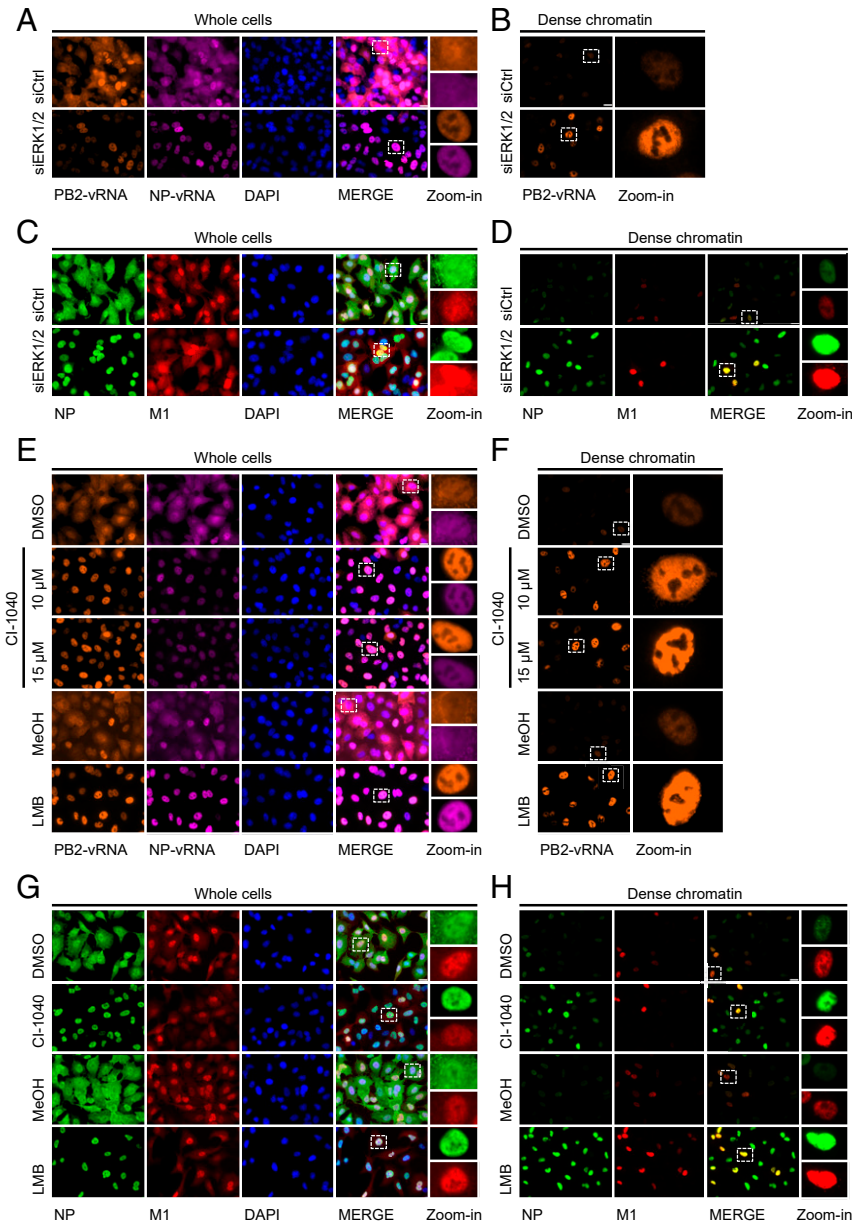 A
Whole cells
siCtrl
siERK1/2
PB2-vRNA NP-vRNA DAPI MERGE Zoom-in
B
Dense chromatin
siCtrl
siERK1/2
PB2-vRNA Zoom-in
C
Whole cells
siCtrl
siERK1/2
NP M1 DAPI MERGE Zoom-in
D
Dense chromatin
siCtrl
siERK1/2
NP M1 MERGE Zoom-in
E
Whole cells
DMSO
CI-1040
10 µM
15 µM
MeOH
LMB
PB2-vRNA NP-vRNA DAPI MERGE Zoom-in
F
Dense chromatin
DMSO
CI-1040
10 µM
15 µM
MeOH
LMB
PB2-vRNA Zoom-in
G
Whole cells
DMSO
CI-1040
MeOH
LMB
NP M1 DAPI MERGE Zoom-in
H
Dense chromatin
DMSO
CI-1040
MeOH
LMB
NP M1 MERGE Zoom-in